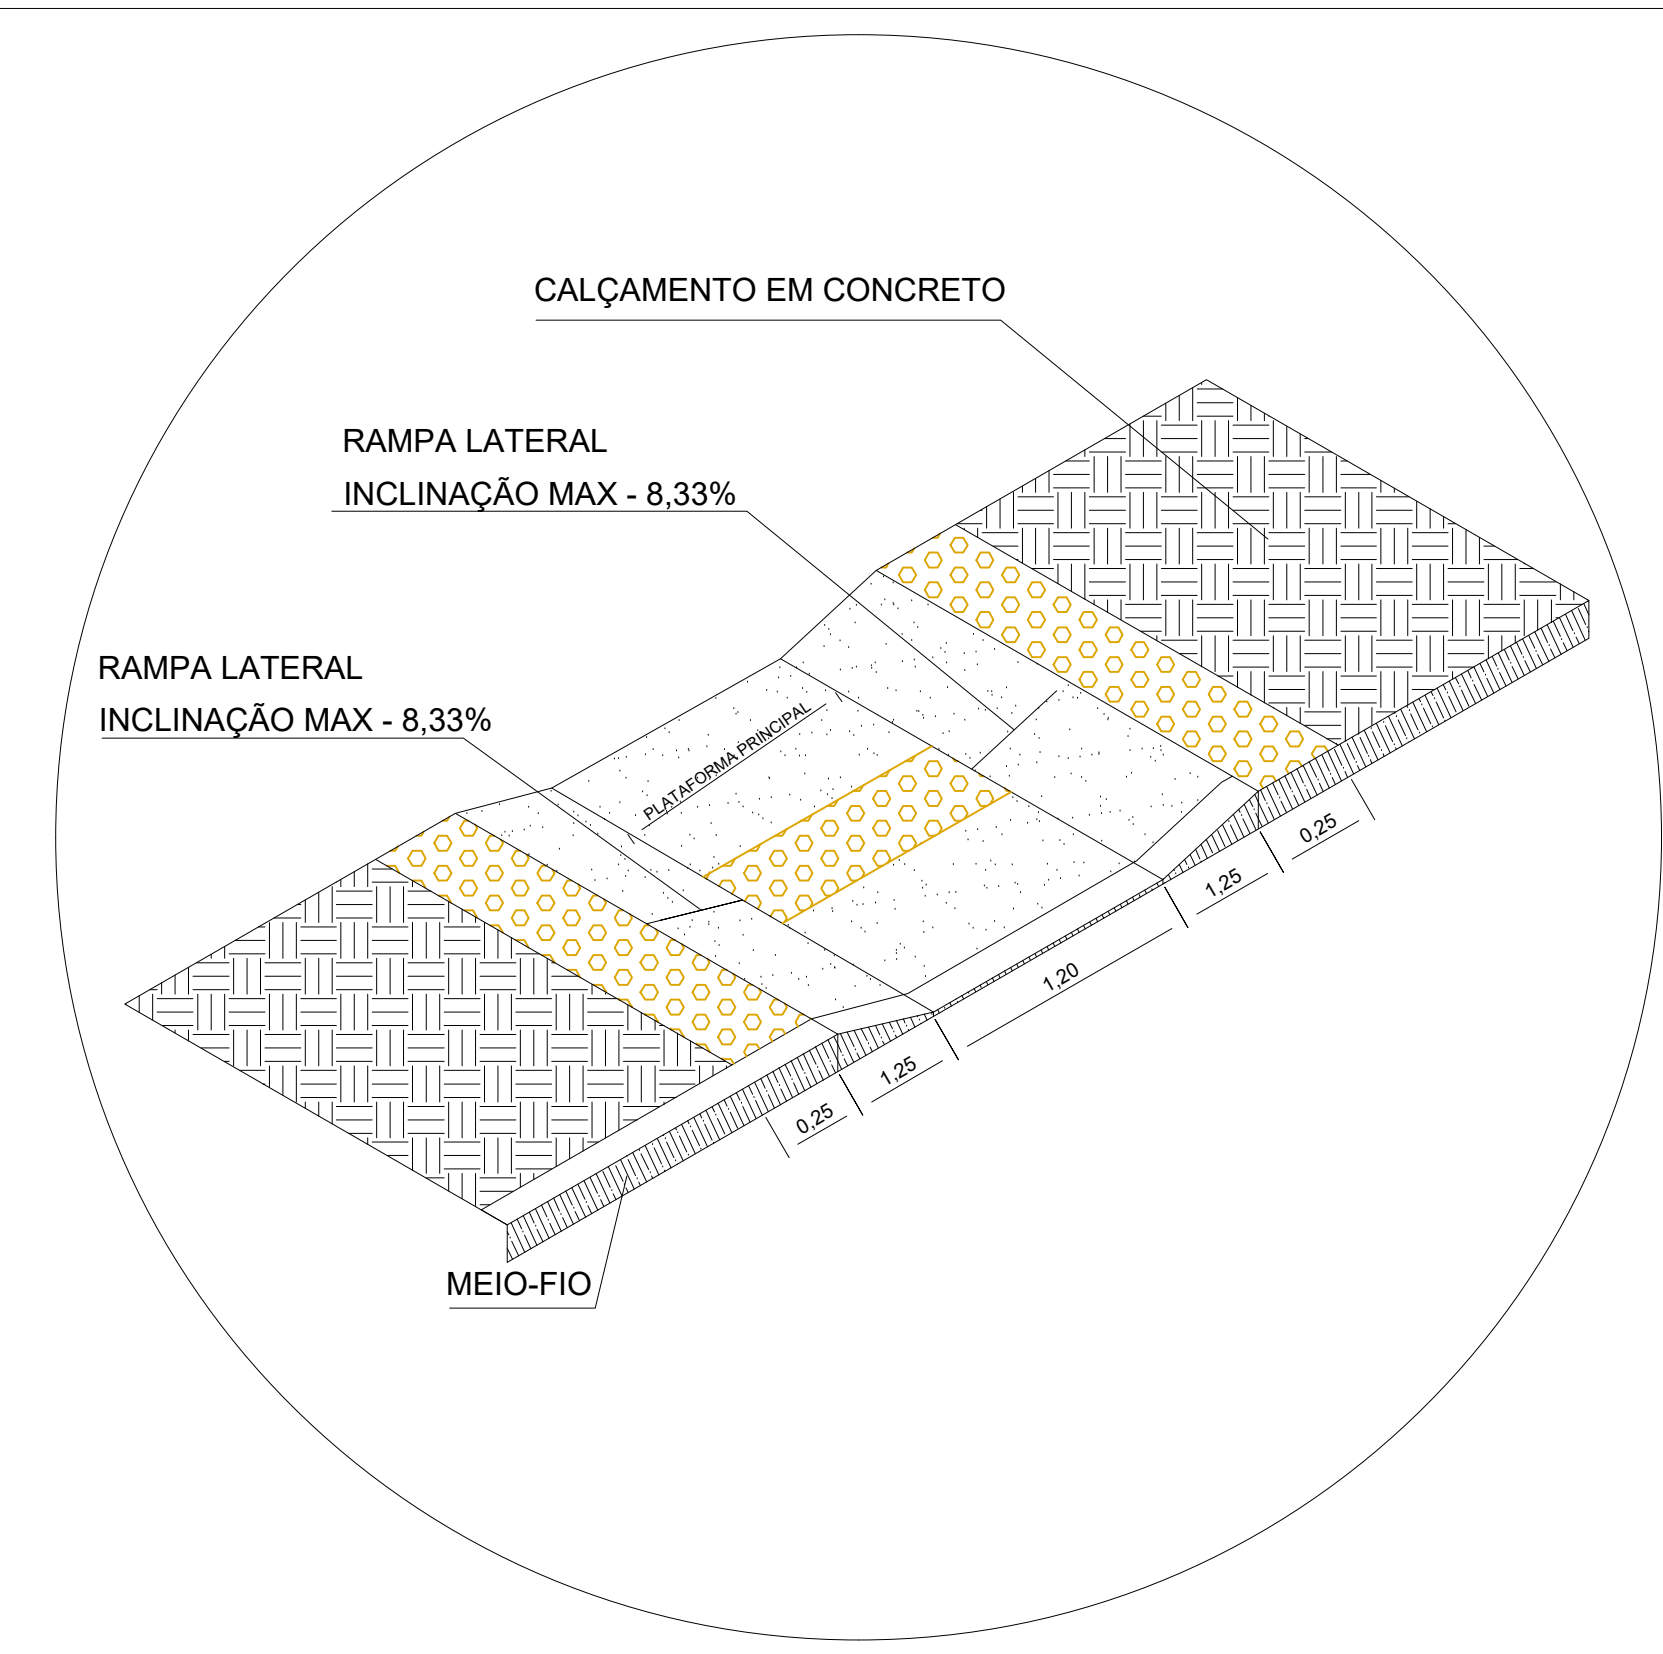 CALÇAMENTO EM CONCRETO
RAMPA LATERAL
INCLINAÇÃO MAX - 8,33%
RAMPA LATERAL
INCLINAÇÃO MAX - 8,33%
PLATAFORMA PRINCIPAL
0,25
1,25
1,20
1,25
0,25
MEIO-FIO